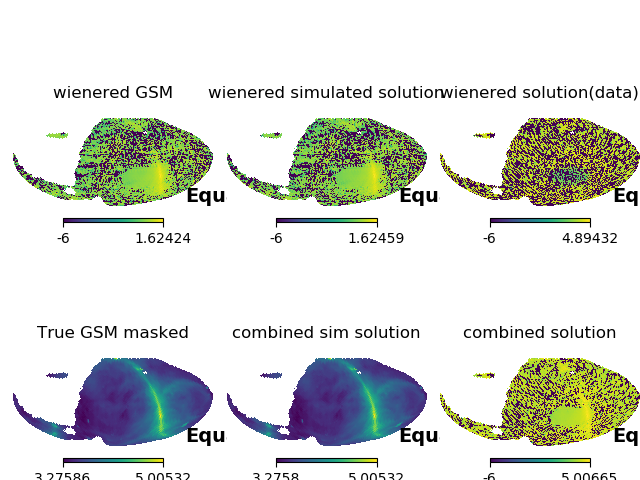 wienered GSM
wienered simulated solution
wienered solution(data)
Equ
Equ
Eq
-6 1.62424
-6 1.62459
-6 4.89432
True GSM masked
combined sim solution
combined solution
Equ
Equ
Eq
3.27586 5.00532
3.2758 5.00532
-6 5.00665